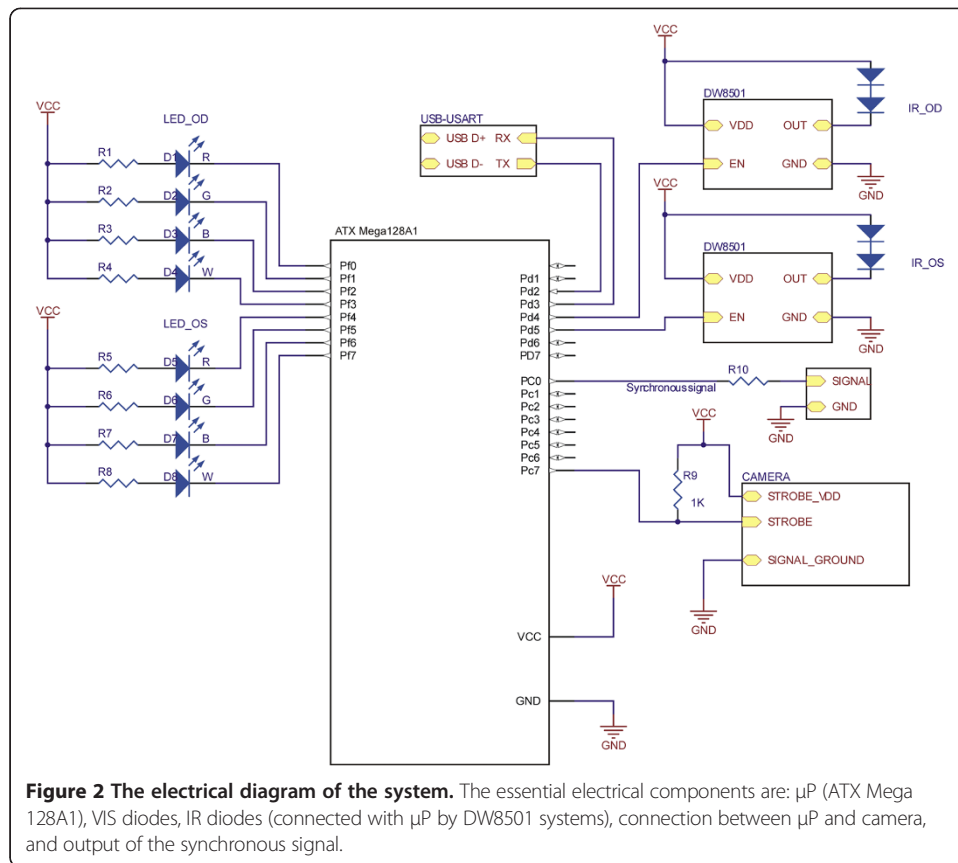 VCC
LED_OD
R1
D1
R
R2
D2
G
R3
D3
B
R4
D4
W
VCC
LED_OS
R5
D5
R
R6
D6
G
R7
D7
B
R8
D8
W
USB-USART
USB D+ RX
USB D- TX
ATX Mega128A1
Pf0
Pf1
Pf2
Pf3
Pf4
Pf5
Pf6
Pf7
Pd1
Pd2
Pd3
Pd4
Pd5
Pd6
PD7
PC0
Pc1
Pc2
Pc3
Pc4
Pc5
Pc6
Pc7
VCC
GND
VCC
GND
VCC
DW8501
VDD OUT
EN GND
IR_OD
GND
VCC
DW8501
VDD OUT
EN GND
IR_OS
GND
Syrchroussignal
R10
SIGNAL
GND
GND
VCC
R9
1K
CAMERA
STROBE_VDD
STROBE
SIGNAL_GROUND
GND
Figure 2 The electrical diagram of the system. The essential electrical components are: μP (ATX Mega
128A1), VIS diodes, IR diodes (connected with μP by DW8501 systems), connection between μP and camera,
and output of the synchronous signal.